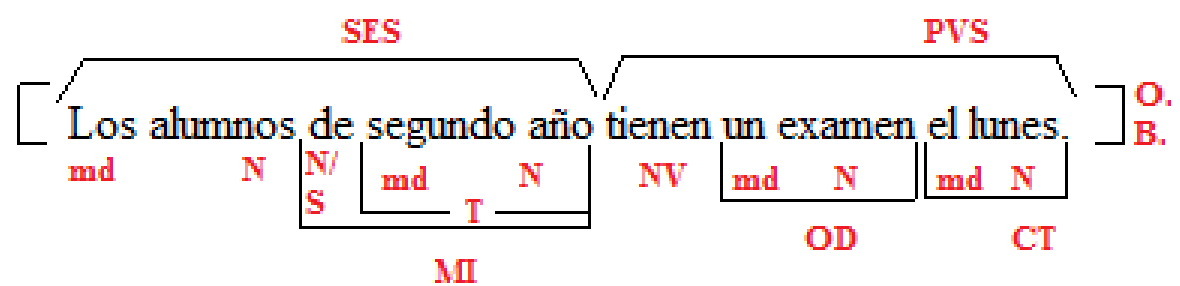 SES PVS
Los alumnos de segundo año tienen un examen el lunes. O.
md N N/ md N NV md N md N B.
S T
OD CT
MI